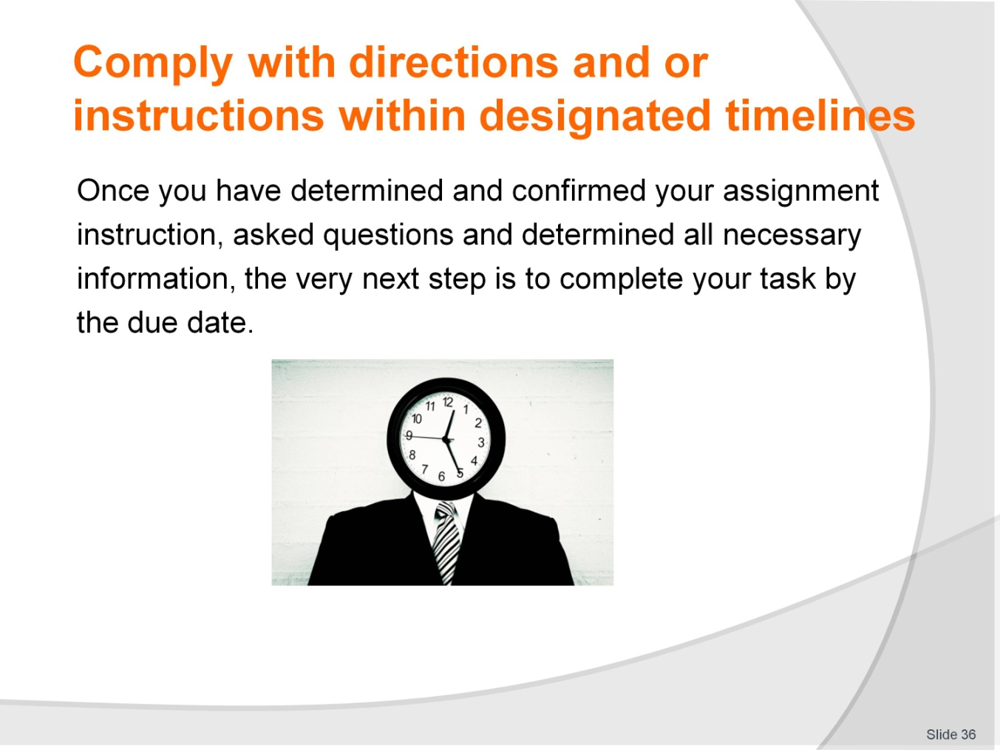 Comply with directions and or
instructions within designated timelines
Once you have determined and confirmed your assignment
instruction, asked questions and determined all necessary
information, the very next step is to complete your task by
the due date.
12
1
2
3
4
5
6
7
8
9
10
11
Slide 36